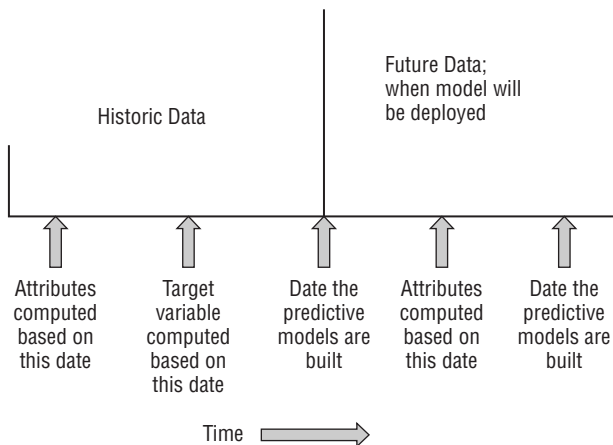 Historic Data
Future Data;
when model will
be deployed
Attributes
computed
based on
this date
Target
variable
computed
based on
this date
Date the
predictive
models are
built
Attributes
computed
based on
this date
Date the
predictive
models are
built
Time